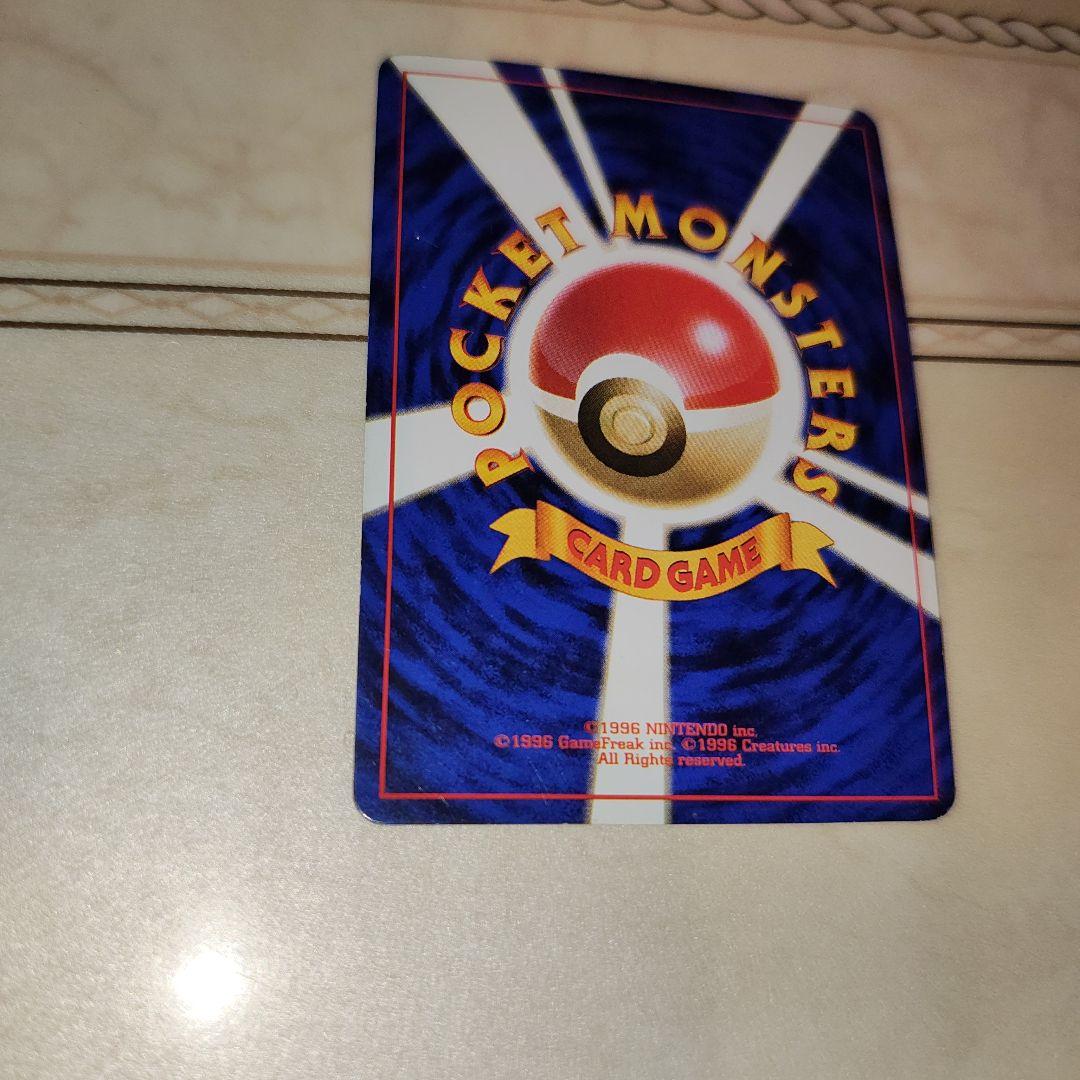 POCKET MONSTERS
CARD GAME
©1996 NINTENDO inc.
©1996 GameFreak inc. ©1996 Creatures inc.
All Rights reserved.